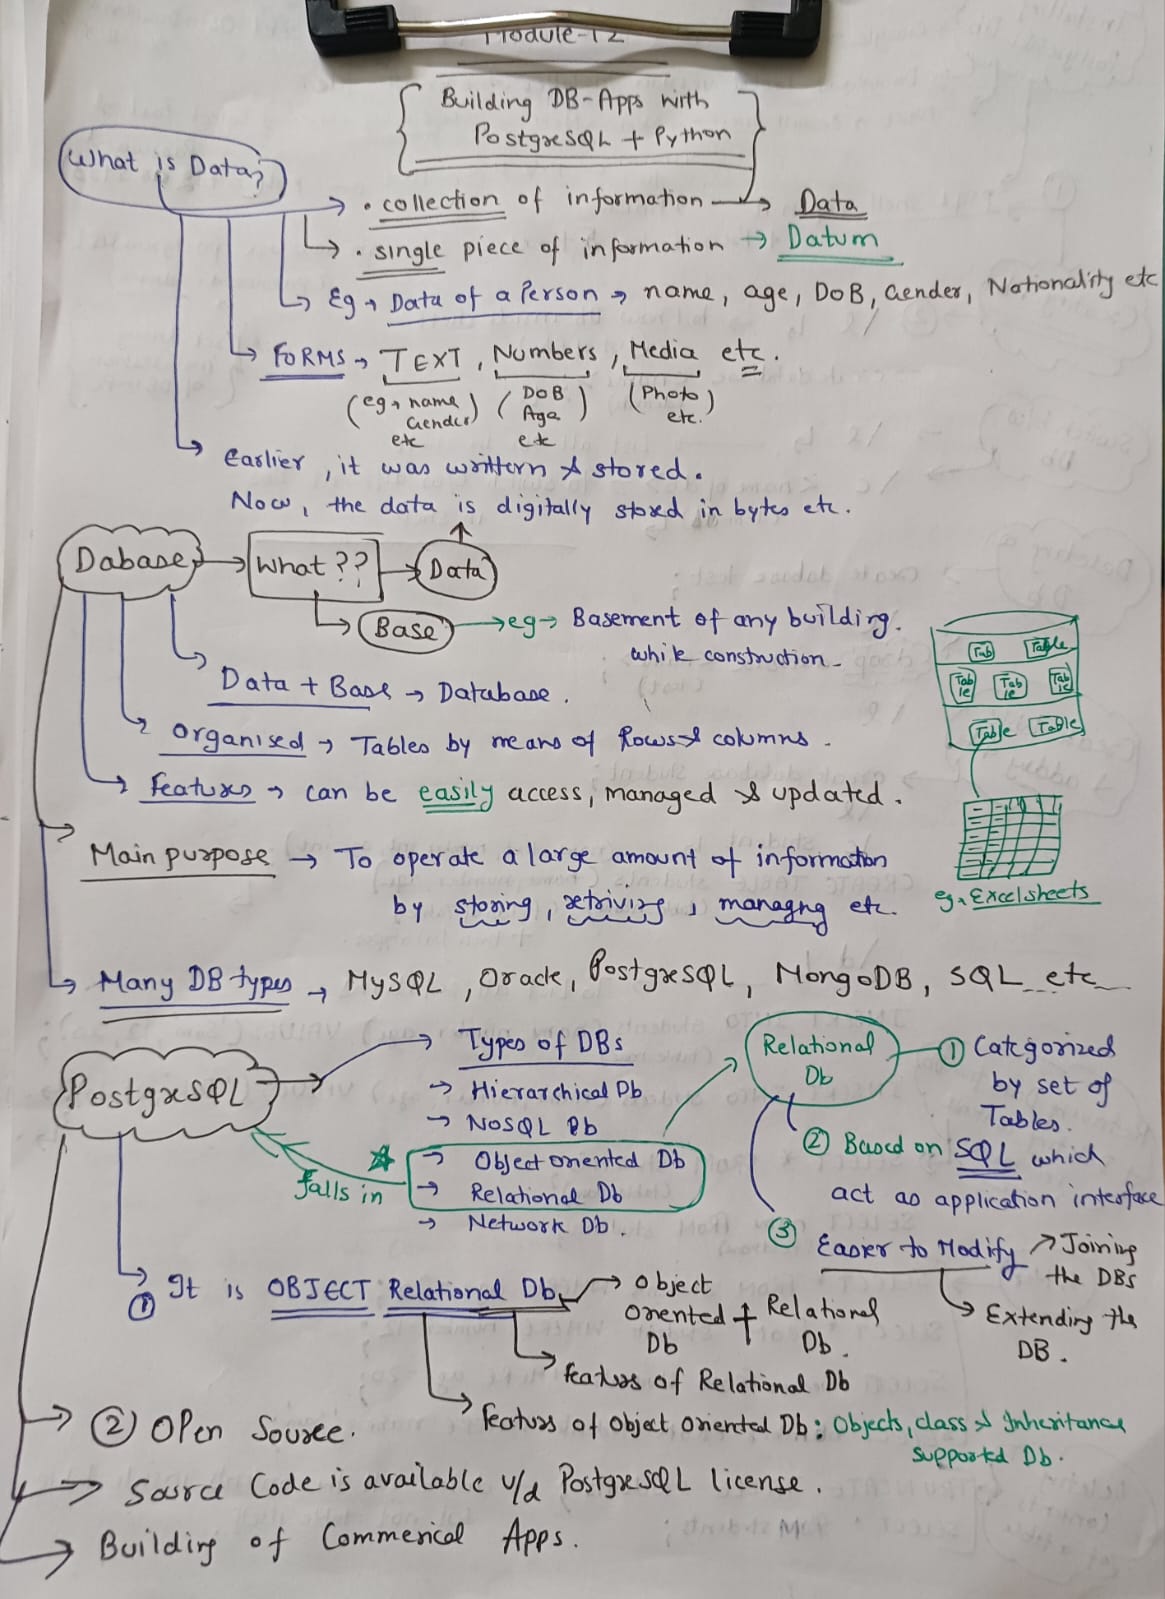 Module-12
Building DB-Apps with
PostgreSQL + Python
What is Data?
. collection of information → Data
. single piece of information → Datum
Eg → Data of a Person → name, age, DoB, Gender, Nationality etc
FORMS → TEXT, Numbers, Media etc.
(eg → name Gender etc) (DOB Age etc) (Photo etc.)
Earlier, it was writtern & stored.
Now, the data is digitally stored in bytes etc.
Dabase → What ?? → Data
Base → eg → Basement of any building.
while construction.
Data + Base → Database.
Organised → Tables by means of Rows & columns.
Features → can be easily access, managed & updated.
Tab Table
Table Table Table
Table Table
eg. Excelsheets
Main purpose → To operate a large amount of information
by storing, retriving, managng etc.
Many DB types → MySQL, Oracle, PostgreSQL, MongoDB, SQL etc
PostgreSQL
Types of DBs
→ Hierarchical Db
→ NoSQL Db
→ Object oriented Db
→ Relational Db
→ Network Db.
falls in
Relational
Db
① Categorized
by set of
Tables.
② Based on SQL which
act as application interface
③ Easier to Modify ↗ Joining
the DBs
Extending the
DB.
① It is OBJECT Relational Db → Object
oriented + Relational
Db Db.
featurs of Relational Db
featurs of Object oriented Db: Objects, class & Inheritance
supported Db.
② Open Source.
→ Source Code is available u/d PostgreSQL license.
→ Building of Commerical Apps.